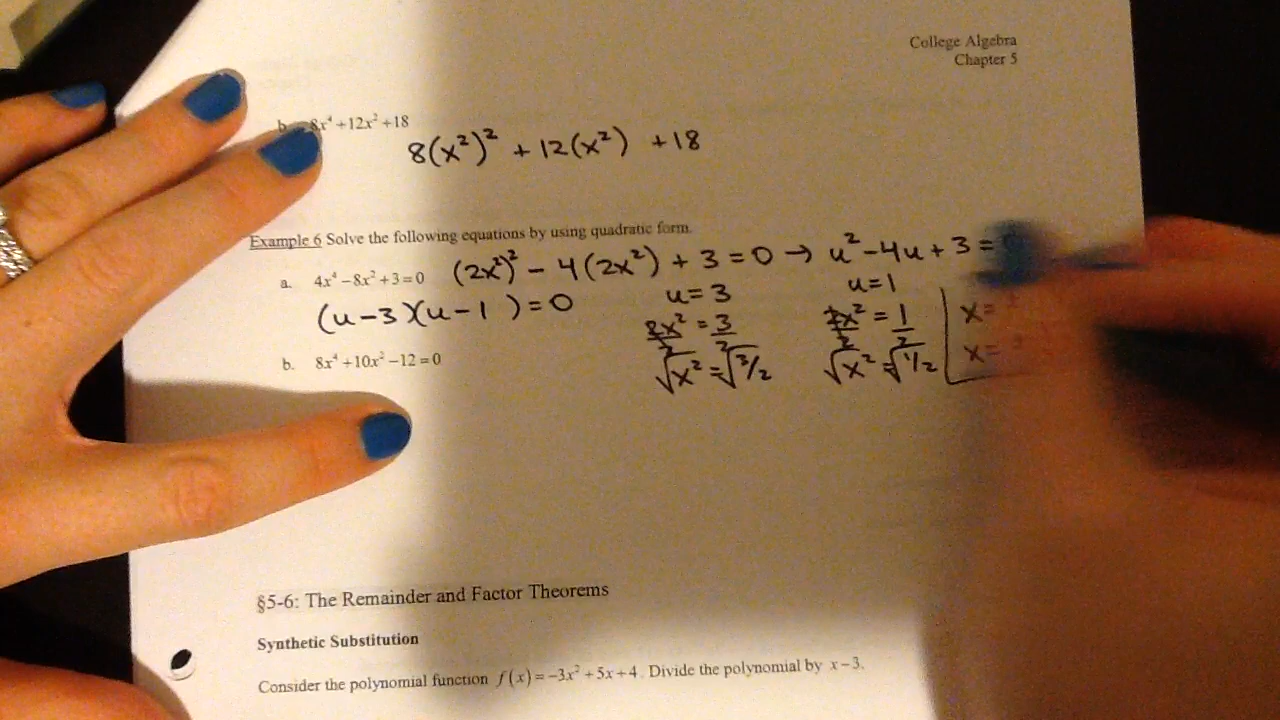 College Algebra
Chapter 5
b. 8x⁴ +12x² +18
8(x²)² + 12(x²) +18
Example 6 Solve the following equations by using quadratic form.
a. 4x⁴ −8x² +3=0 (2x²)² − 4(2x²) + 3 = 0 → u² − 4u + 3 = 0
(u − 3)(u − 1) = 0 u = 3 u = 1
2x²/2 = 3/2 2x²/2 = 1/2 x=
b. 8x⁴ +10x² −12=0 √x² = √3/2 √x² = √1/2 x=
§5-6: The Remainder and Factor Theorems
Synthetic Substitution
Consider the polynomial function f(x)=−3x² +5x+4. Divide the polynomial by x−3.